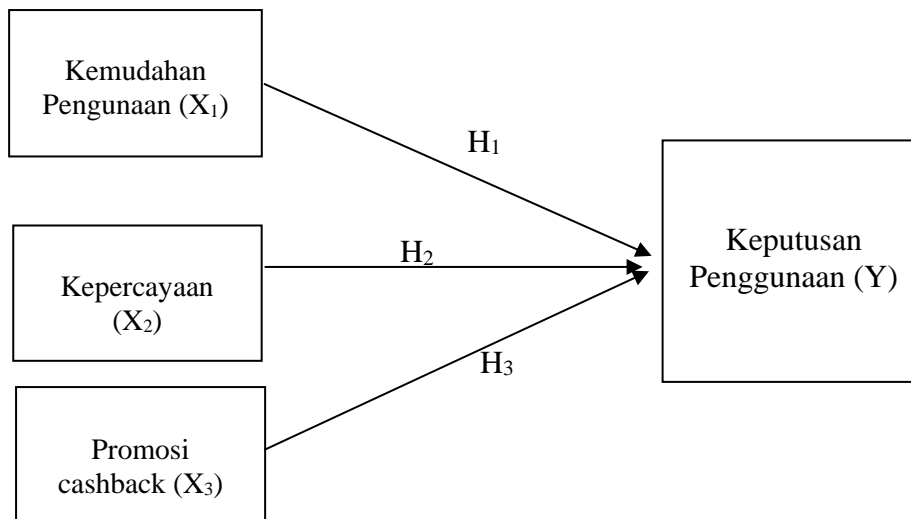 Kemudahan
Pengunaan (X₁)
H₁
Keputusan
Penggunaan (Y)
H₂
Kepercayaan
(X₂)
H₃
Promosi
cashback (X₃)